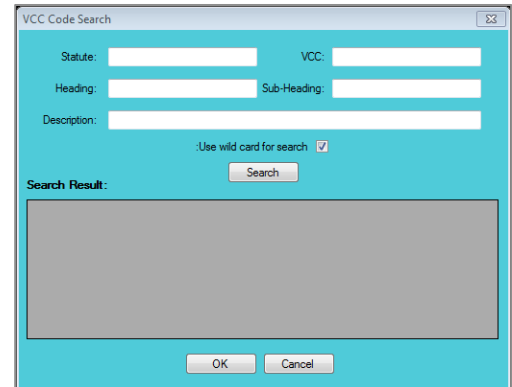 VCC Code Search
Statute: VCC:
Heading: Sub-Heading:
Description:
:Use wild card for search
Search
Search Result:
OK Cancel